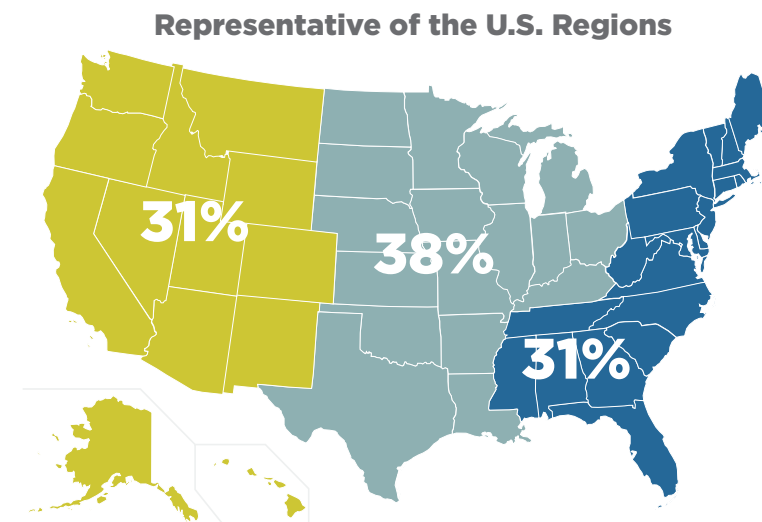 Representative of the U.S. Regions
31%
38%
31%